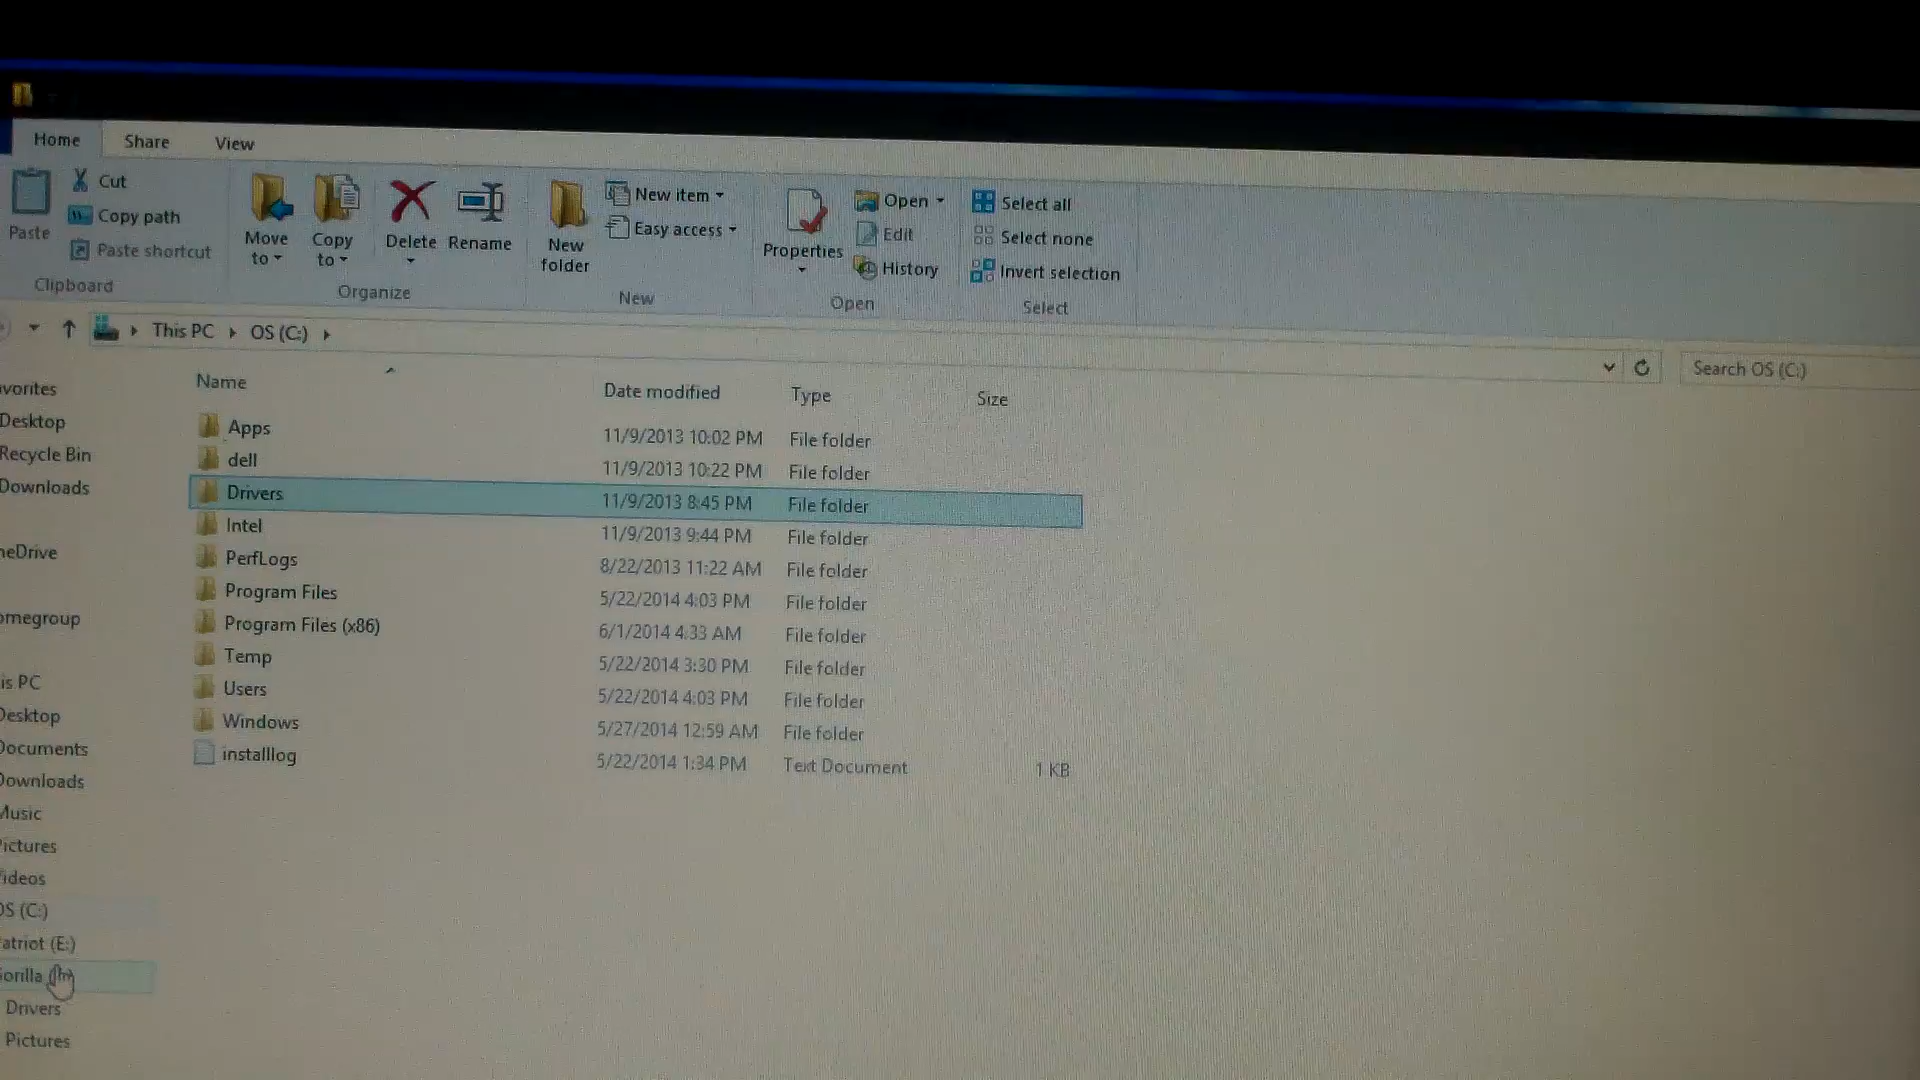 Home Share View
Cut
Copy path
Paste shortcut
Paste
Clipboard
Move to
Copy to
Delete
Rename
Organize
New folder
New item
Easy access
New
Properties
Open
Edit
History
Open
Select all
Select none
Invert selection
Select
This PC OS (C:)
Search OS (C:)
Name Date modified Type Size
Apps 11/9/2013 10:02 PM File folder
dell 11/9/2013 10:22 PM File folder
Drivers 11/9/2013 8:45 PM File folder
Intel 11/9/2013 9:44 PM File folder
PerfLogs 8/22/2013 11:22 AM File folder
Program Files 5/22/2014 4:03 PM File folder
Program Files (x86) 6/1/2014 4:33 AM File folder
Temp 5/22/2014 3:30 PM File folder
Users 5/22/2014 4:03 PM File folder
Windows 5/27/2014 12:59 AM File folder
installlog 5/22/2014 1:34 PM Text Document 1 KB
avorites
Desktop
Recycle Bin
Downloads
neDrive
omegroup
is PC
Desktop
Documents
Downloads
Music
Pictures
ideos
OS (C:)
atriot (E:)
orilla
Drivers
Pictures